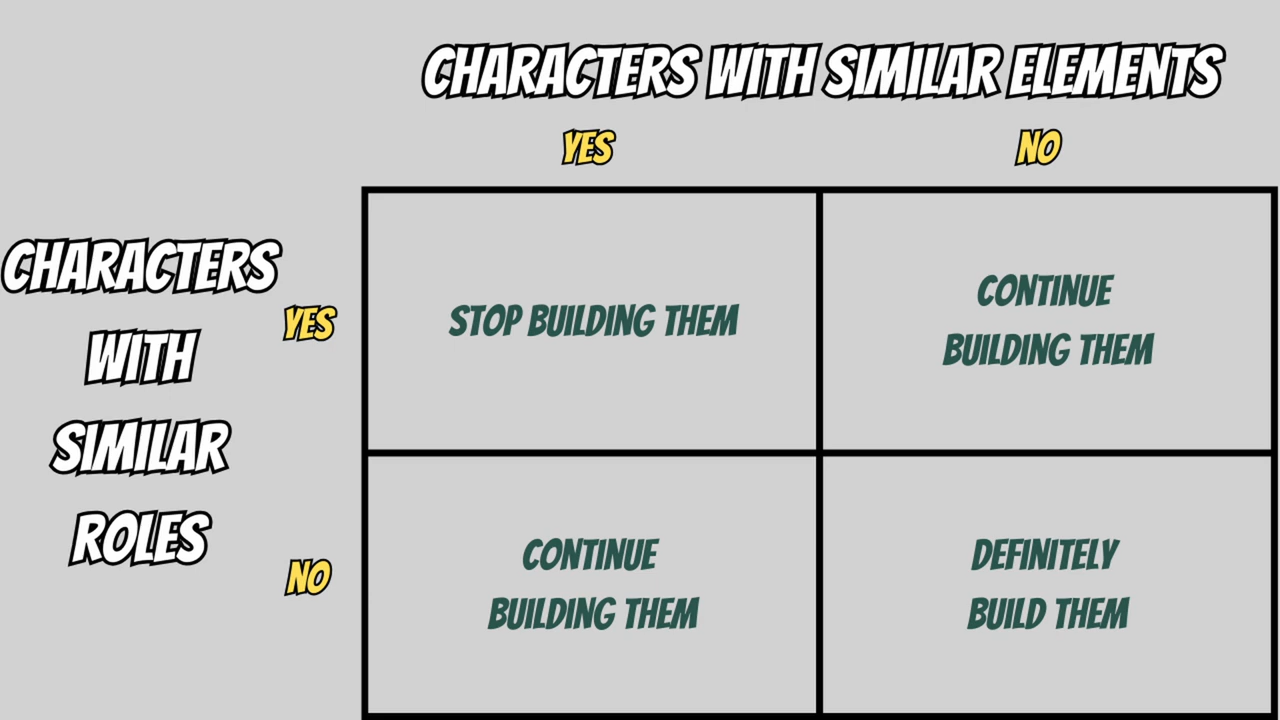 CHARACTERS WITH SIMILAR ELEMENTS
YES
NO
CHARACTERS
WITH
SIMILAR
ROLES
YES
STOP BUILDING THEM
CONTINUE
BUILDING THEM
NO
CONTINUE
BUILDING THEM
DEFINITELY
BUILD THEM